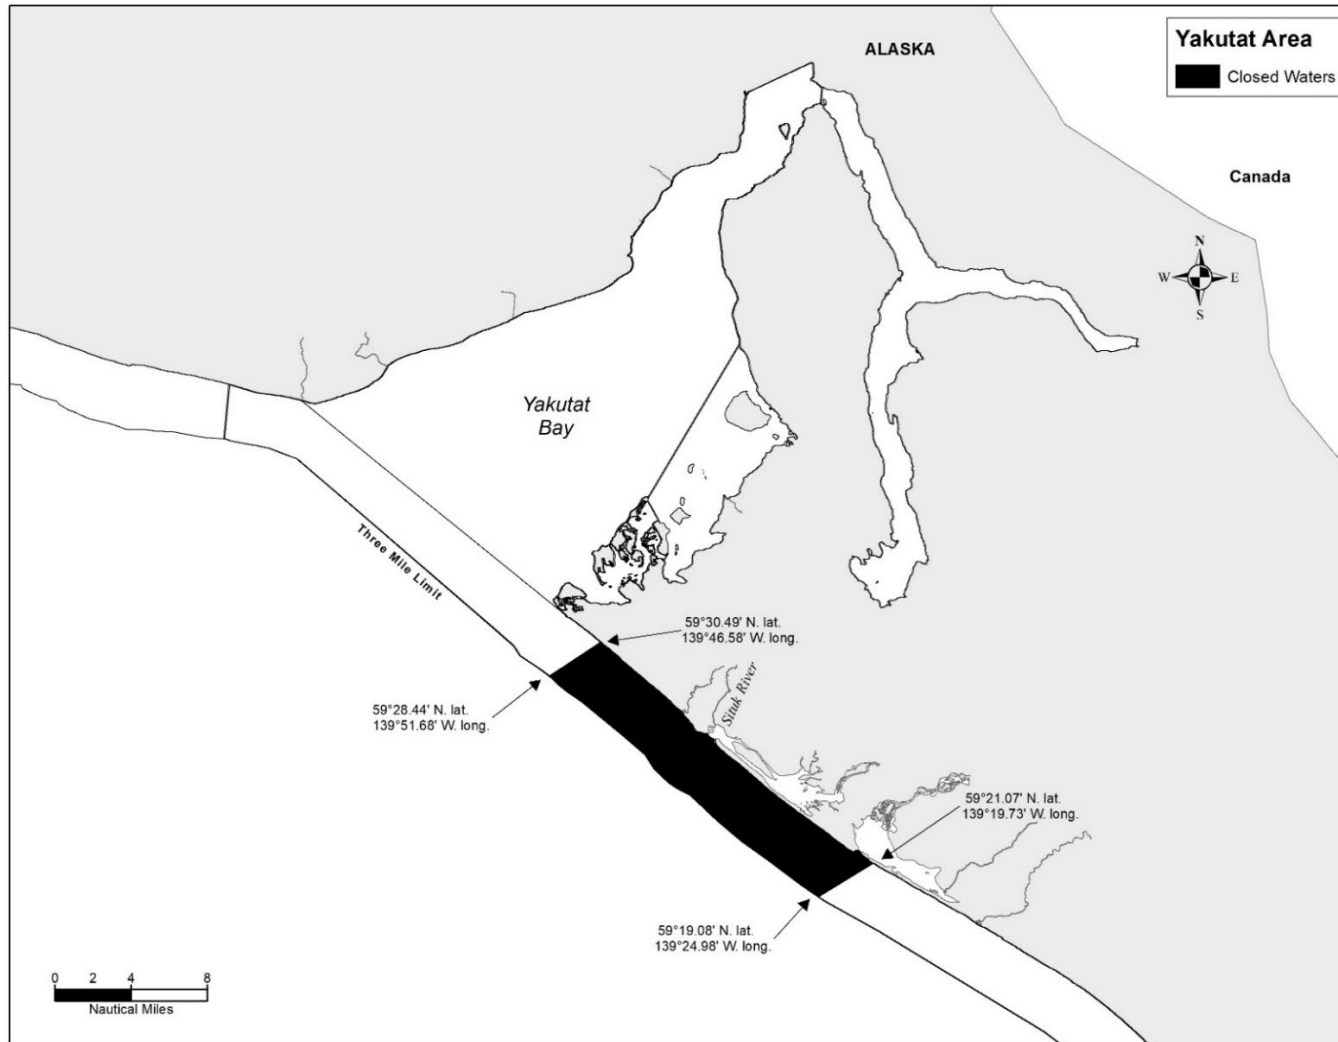 ALASKA
Yakutat Area
Closed Waters
Canada
N
W
E
S
Yakutat
Bay
Three Mile Limit
59°30.49' N. lat.
139°46.58' W. long.
59°28.44' N. lat.
139°51.68' W. long.
Situk River
59°21.07' N. lat.
139°19.73' W. long.
59°19.08' N. lat.
139°24.98' W. long.
0 2 4 8
Nautical Miles